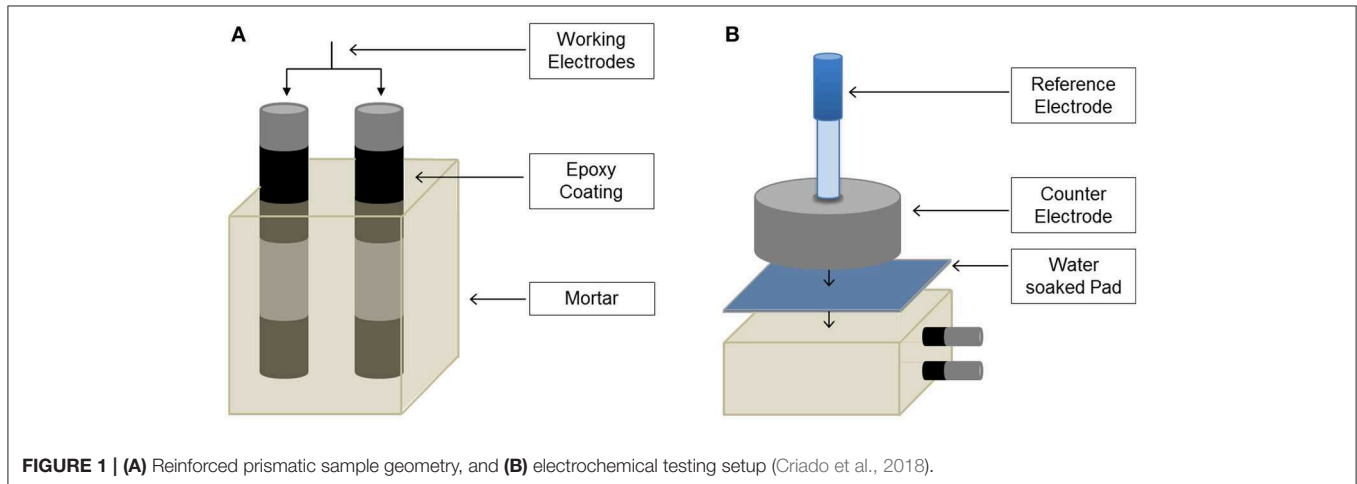 A
Working
Electrodes
Epoxy
Coating
Mortar
B
Reference
Electrode
Counter
Electrode
Water
soaked Pad
FIGURE 1 | (A) Reinforced prismatic sample geometry, and (B) electrochemical testing setup (Criado et al., 2018).